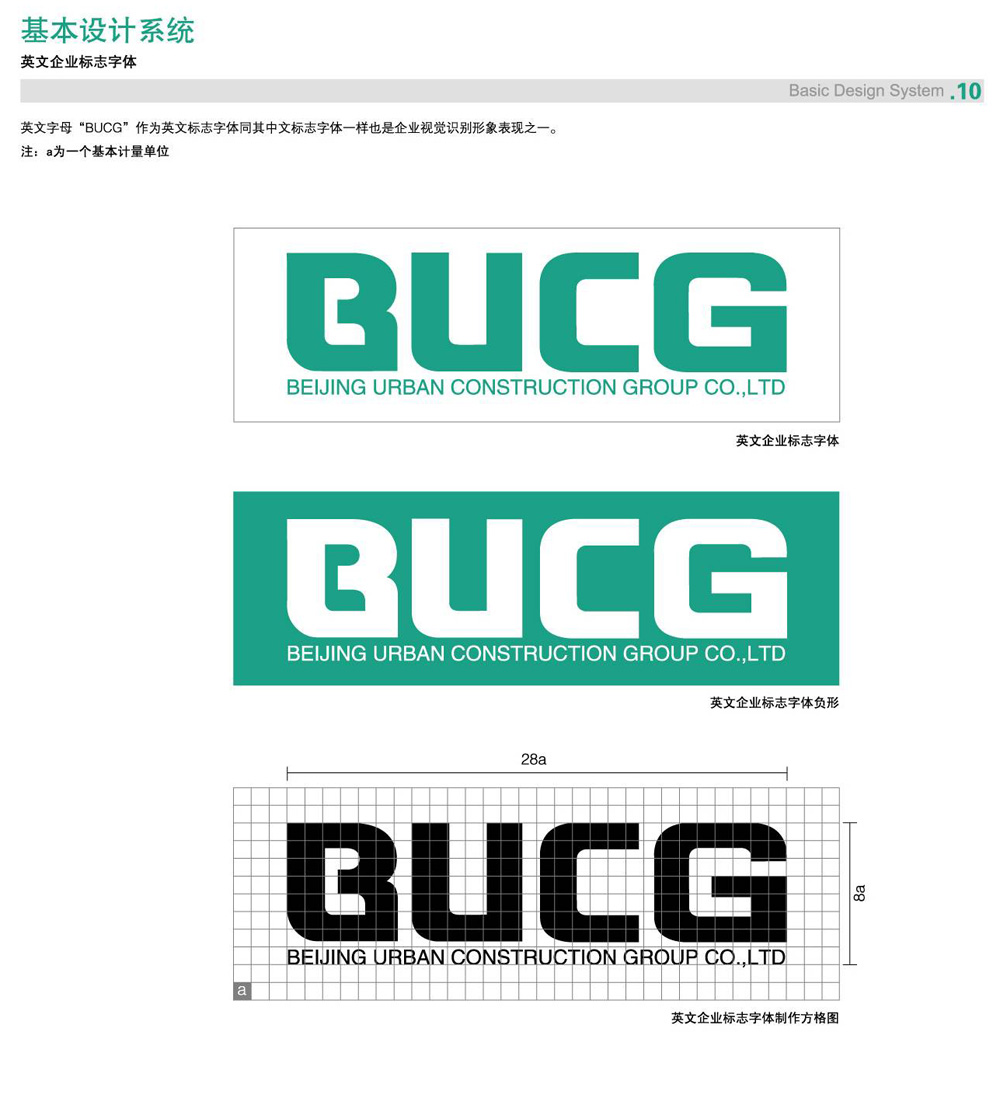 基本设计系统
英文企业标志字体
Basic Design System .10
英文字母“BUCG”作为英文标志字体同其中文标志字体一样也是企业视觉识别形象表现之一。
注：a为一个基本计量单位
BUCG
BEIJING URBAN CONSTRUCTION GROUP CO.,LTD
英文企业标志字体
BUCG
BEIJING URBAN CONSTRUCTION GROUP CO.,LTD
英文企业标志字体负形
28a
BUCG
8a
BEIJING URBAN CONSTRUCTION GROUP CO.,LTD
a
英文企业标志字体制作方格图